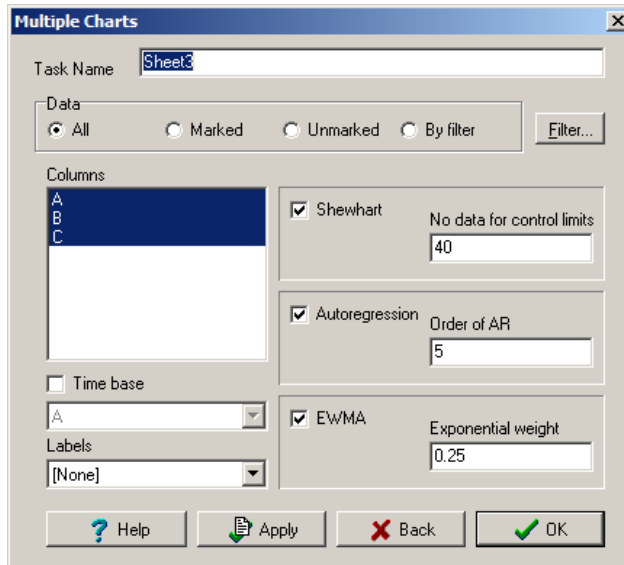 Multiple Charts
Task Name Sheet3
Data
All Marked Unmarked By filter Filter...
Columns
A
B
C
Shewhart
No data for control limits
40
Autoregression
Order of AR
5
Time base
A
Labels
[None]
EWMA
Exponential weight
0.25
Help Apply Back OK